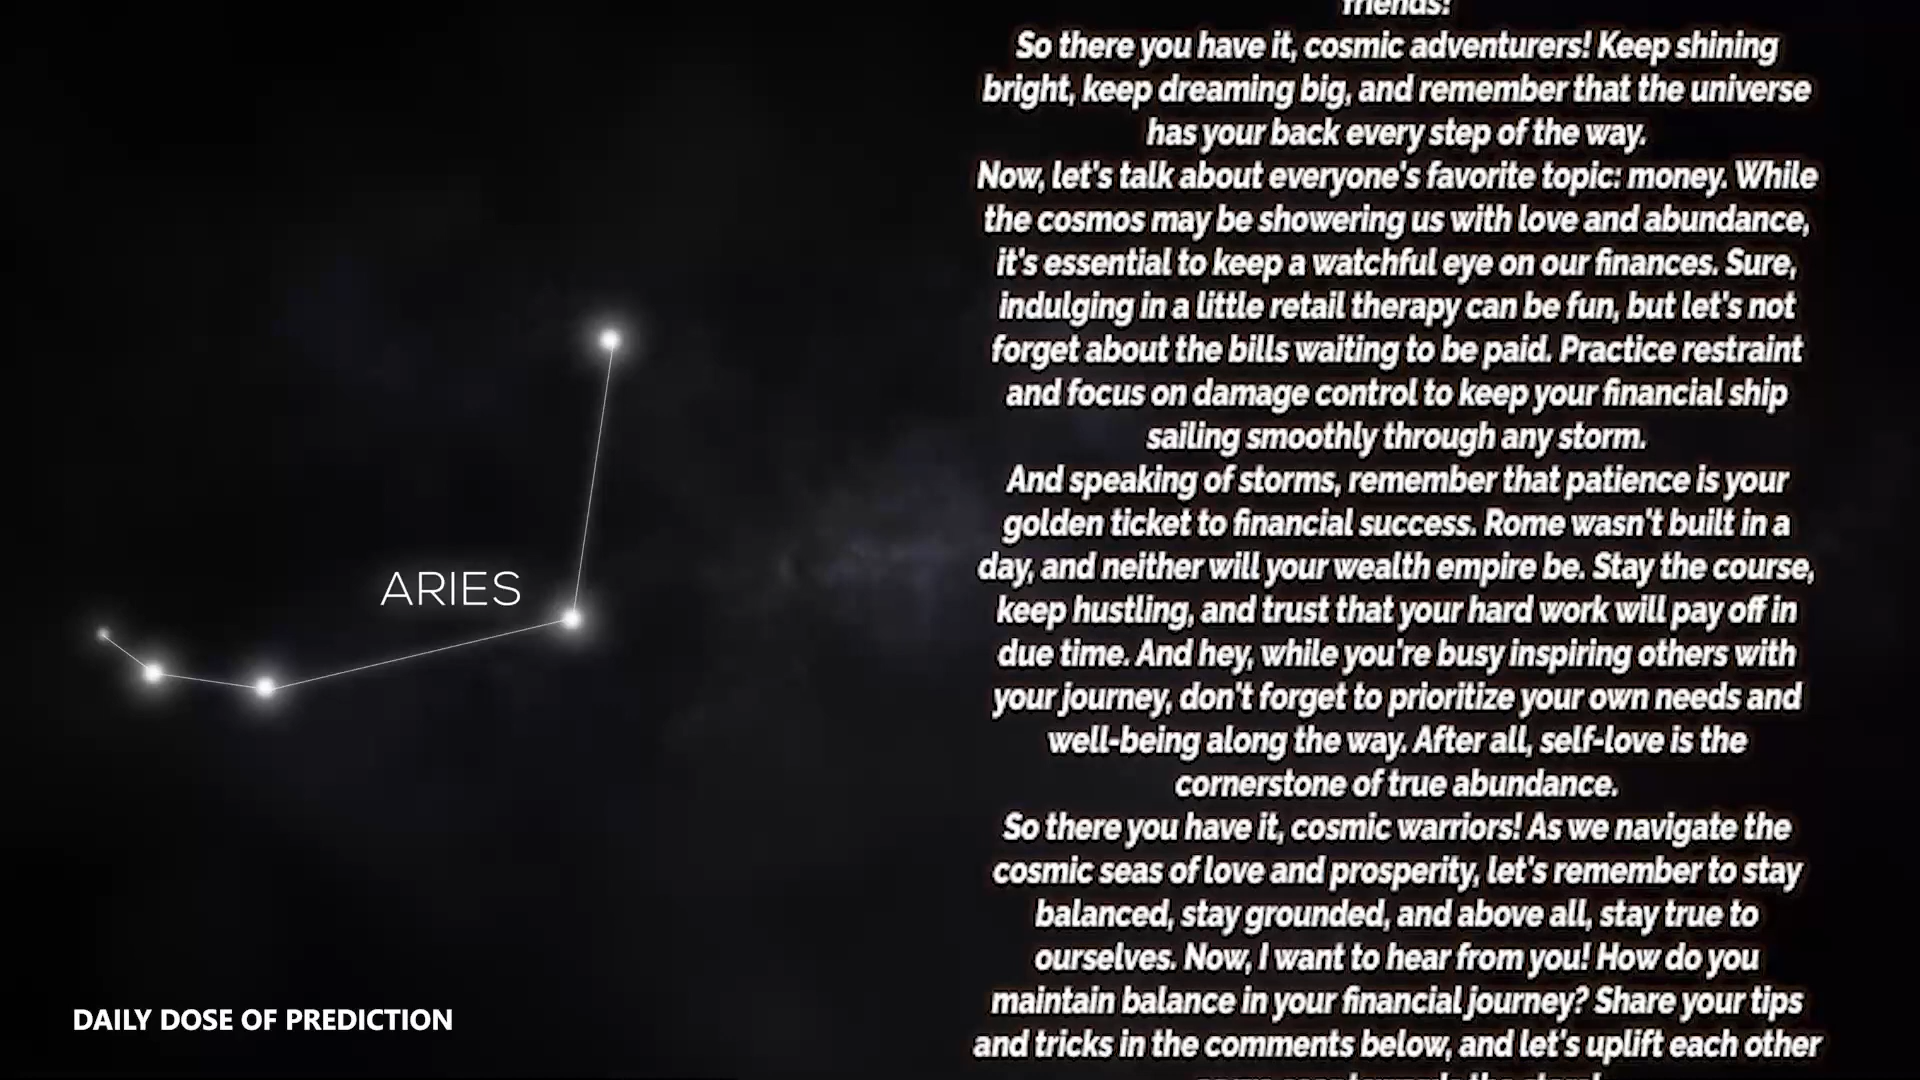 friends!
So there you have it, cosmic adventurers! Keep shining
bright, keep dreaming big, and remember that the universe
has your back every step of the way.
Now, let's talk about everyone's favorite topic: money. While
the cosmos may be showering us with love and abundance,
it's essential to keep a watchful eye on our finances. Sure,
indulging in a little retail therapy can be fun, but let's not
forget about the bills waiting to be paid. Practice restraint
and focus on damage control to keep your financial ship
sailing smoothly through any storm.
And speaking of storms, remember that patience is your
golden ticket to financial success. Rome wasn't built in a
day, and neither will your wealth empire be. Stay the course,
keep hustling, and trust that your hard work will pay off in
due time. And hey, while you're busy inspiring others with
your journey, don't forget to prioritize your own needs and
well-being along the way. After all, self-love is the
cornerstone of true abundance.
So there you have it, cosmic warriors! As we navigate the
cosmic seas of love and prosperity, let's remember to stay
balanced, stay grounded, and above all, stay true to
ourselves. Now, I want to hear from you! How do you
maintain balance in your financial journey? Share your tips
and tricks in the comments below, and let's uplift each other
ARIES
DAILY DOSE OF PREDICTION